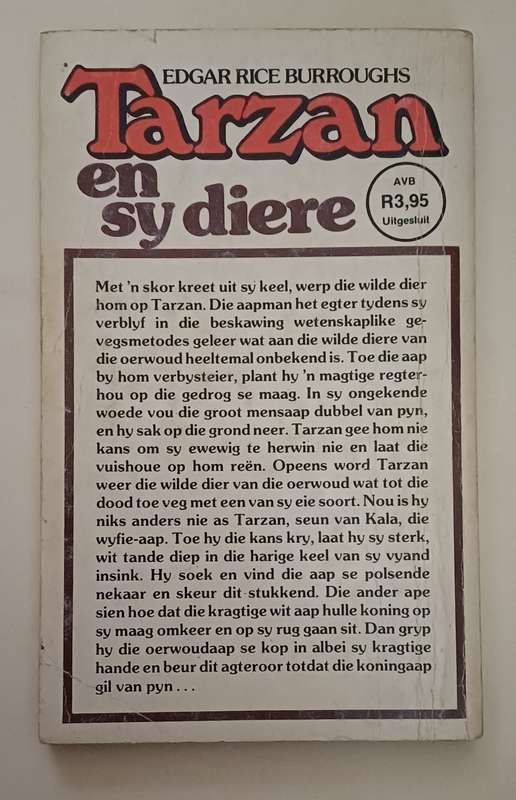 EDGAR RICE BURROUGHS
Tarzan
en
sy diere
AVB
R3,95
Uitgesluit
Met 'n skor kreet uit sy keel, werp die wilde dier
hom op Tarzan. Die aapman het egter tydens sy
verblyf in die beskawing wetenskaplike ge-
vegsmetodes geleer wat aan die wilde diere van
die oerwoud heeltemal onbekend is. Toe die aap
by hom verbysteier, plant hy 'n magtige regter-
hou op die gedrog se maag. In sy ongekende
woede vou die groot mensaap dubbel van pyn,
en hy sak op die grond neer. Tarzan gee hom nie
kans om sy ewewig te herwin nie en laat die
vuishoue op hom reën. Opeens word Tarzan
weer die wilde dier van die oerwoud wat tot die
dood toe veg met een van sy eie soort. Nou is hy
niks anders nie as Tarzan, seun van Kala, die
wyfie-aap. Toe hy die kans kry, laat hy sy sterk,
wit tande diep in die harige keel van sy vyand
insink. Hy soek en vind die aap se polsende
nekaar en skeur dit stukkend. Die ander ape
sien hoe dat die kragtige wit aap hulle koning op
sy maag omkeer en op sy rug gaan sit. Dan gryp
hy die oerwoudaap se kop in albei sy kragtige
hande en beur dit agteroor totdat die koningaap
gil van pyn . . .